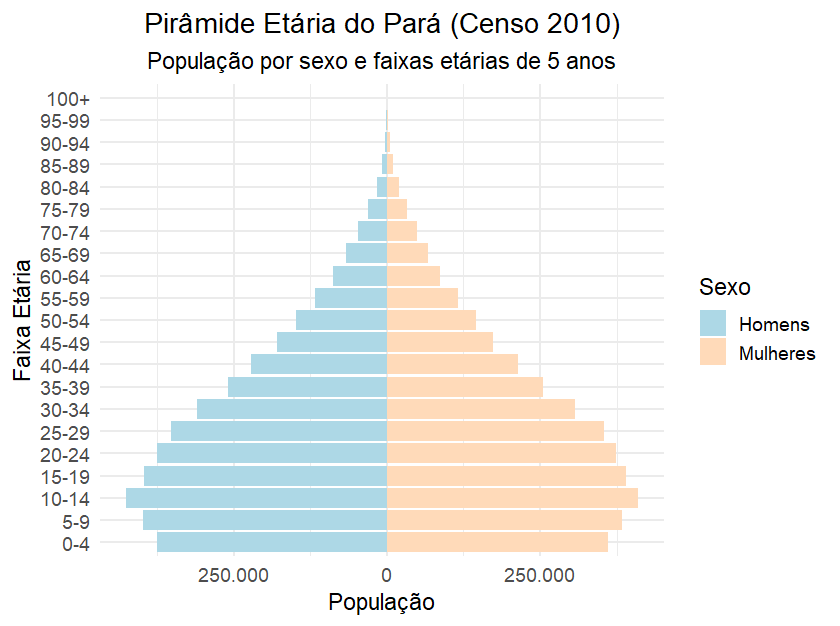 Pirâmide Etária do Pará (Censo 2010)
População por sexo e faixas etárias de 5 anos
Faixa Etária
100+
95-99
90-94
85-89
80-84
75-79
70-74
65-69
60-64
55-59
50-54
45-49
40-44
35-39
30-34
25-29
20-24
15-19
10-14
5-9
0-4
250.000 0 250.000
População
Sexo
Homens
Mulheres